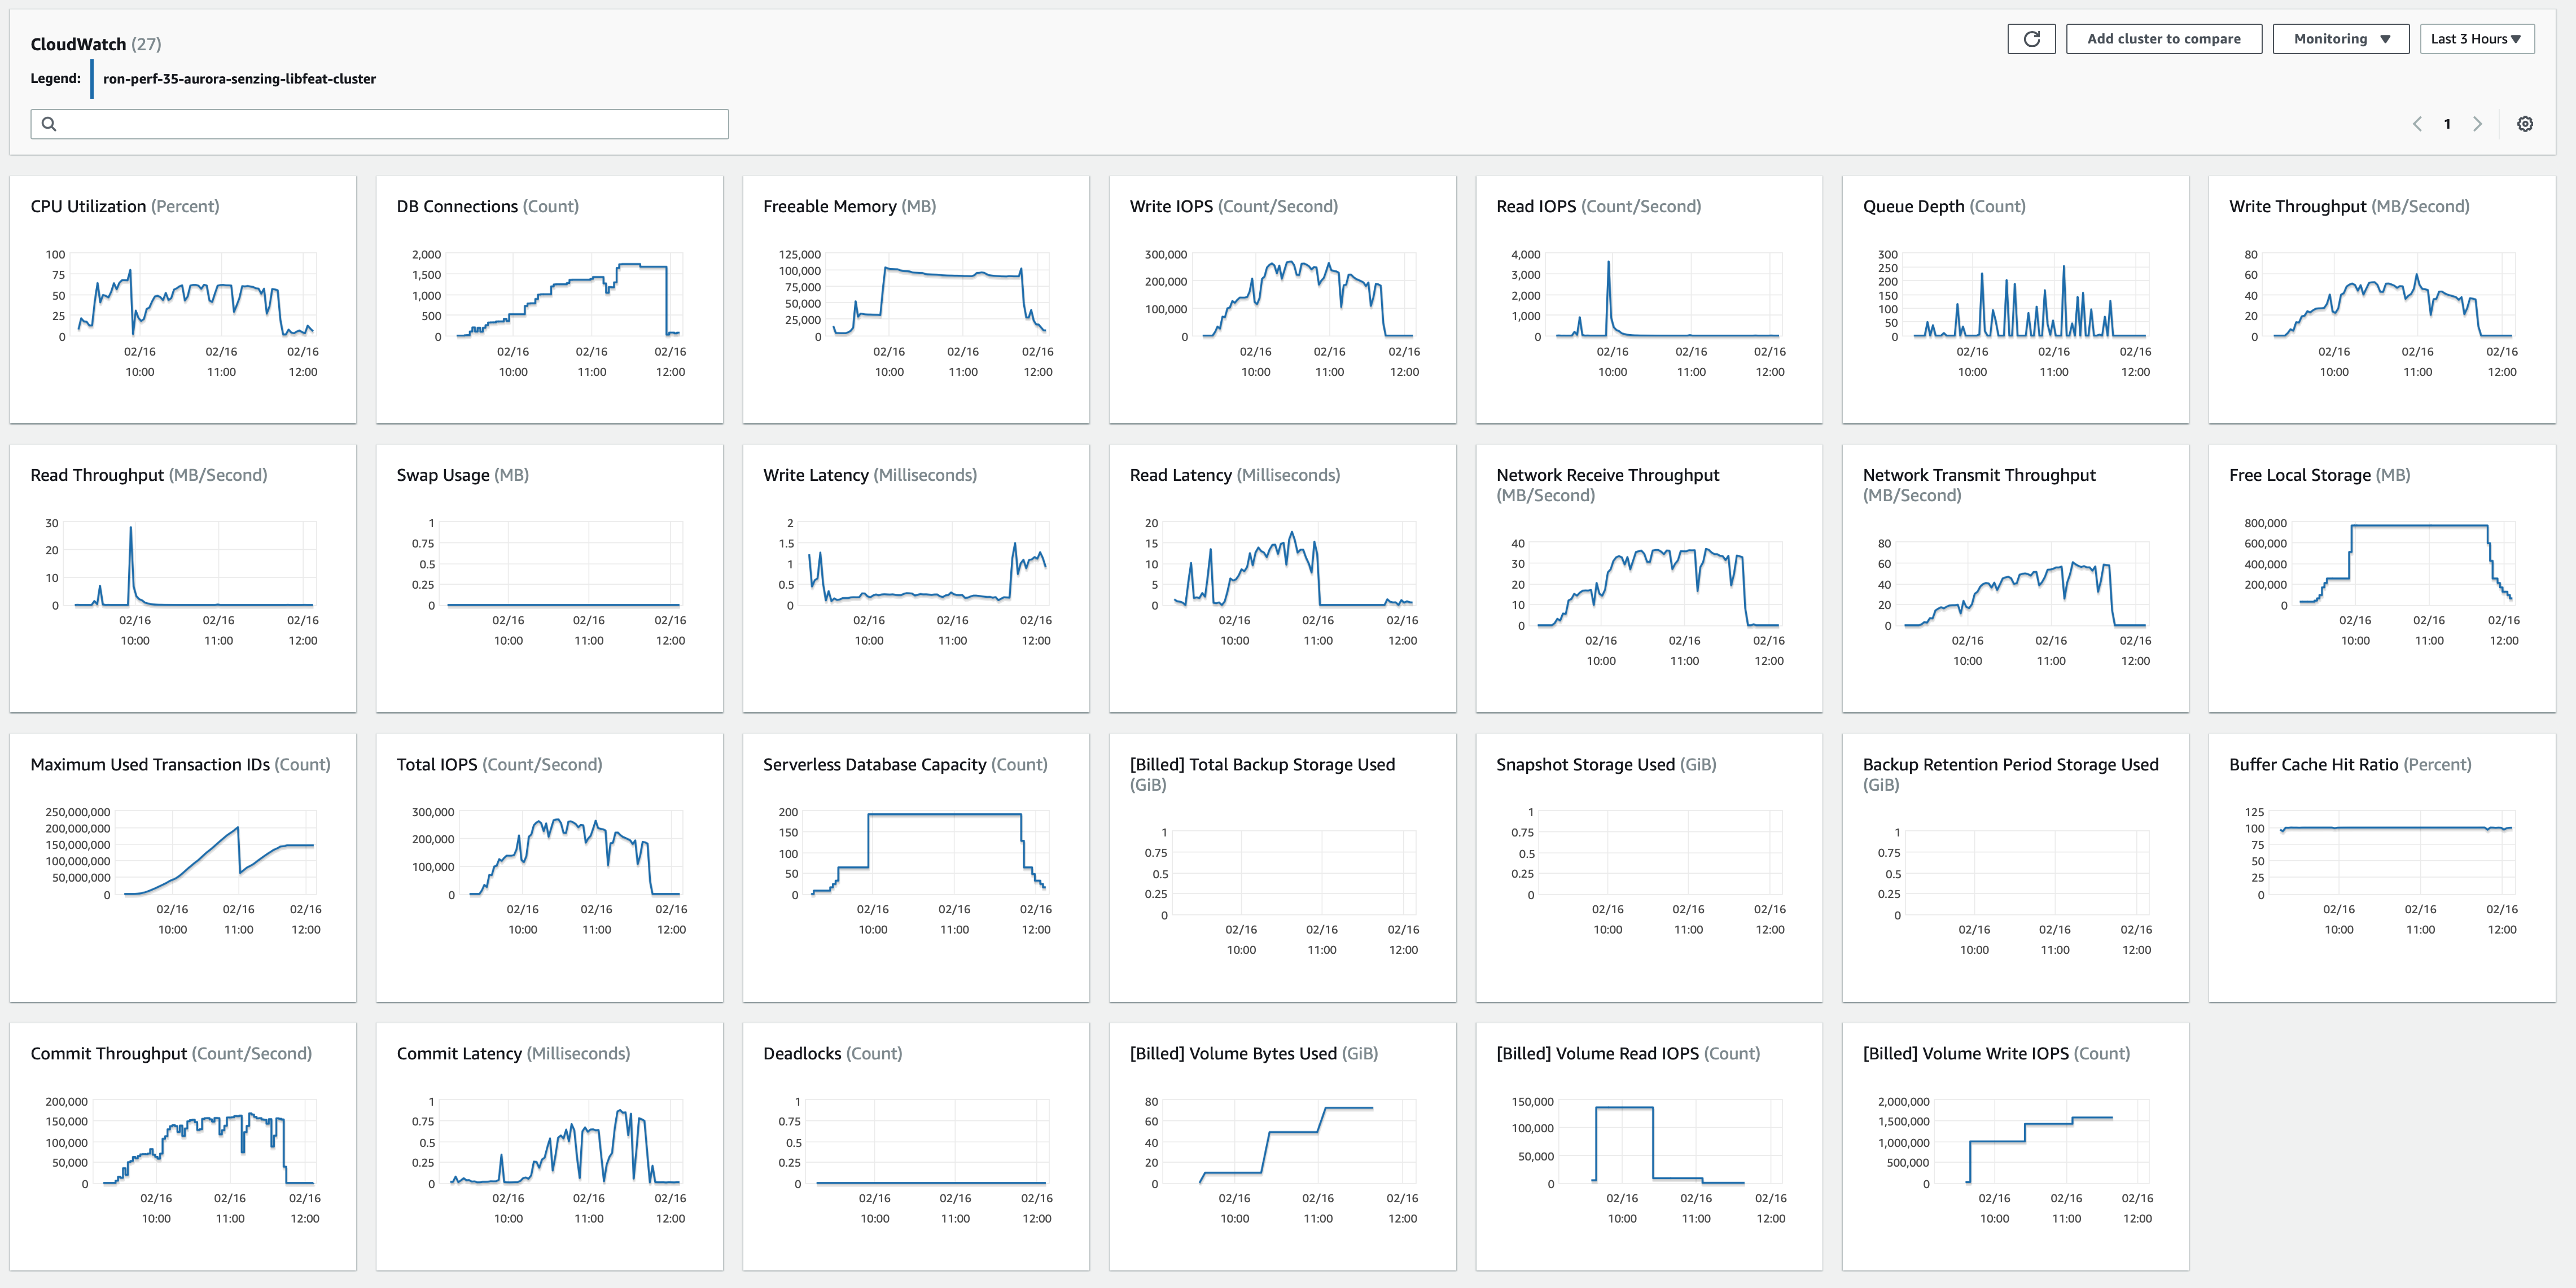 CloudWatch (27)
Add cluster to compare
Monitoring
Last 3 Hours
Legend:
ron-perf-35-aurora-senzing-libfeat-cluster
1
CPU Utilization (Percent)
100
75
50
25
0
02/16 02/16 02/16
10:00 11:00 12:00
DB Connections (Count)
2,000
1,500
1,000
500
0
02/16 02/16 02/16
10:00 11:00 12:00
Freeable Memory (MB)
125,000
100,000
75,000
50,000
25,000
0
02/16 02/16 02/16
10:00 11:00 12:00
Write IOPS (Count/Second)
300,000
200,000
100,000
0
02/16 02/16 02/16
10:00 11:00 12:00
Read IOPS (Count/Second)
4,000
3,000
2,000
1,000
0
02/16 02/16 02/16
10:00 11:00 12:00
Queue Depth (Count)
300
250
200
150
100
50
0
02/16 02/16 02/16
10:00 11:00 12:00
Write Throughput (MB/Second)
80
60
40
20
0
02/16 02/16 02/16
10:00 11:00 12:00
Read Throughput (MB/Second)
30
20
10
0
02/16 02/16 02/16
10:00 11:00 12:00
Swap Usage (MB)
1
0.75
0.5
0.25
0
02/16 02/16 02/16
10:00 11:00 12:00
Write Latency (Milliseconds)
2
1.5
1
0.5
0
02/16 02/16 02/16
10:00 11:00 12:00
Read Latency (Milliseconds)
20
15
10
5
0
02/16 02/16 02/16
10:00 11:00 12:00
Network Receive Throughput
(MB/Second)
40
30
20
10
0
02/16 02/16 02/16
10:00 11:00 12:00
Network Transmit Throughput
(MB/Second)
80
60
40
20
0
02/16 02/16 02/16
10:00 11:00 12:00
Free Local Storage (MB)
800,000
600,000
400,000
200,000
0
02/16 02/16 02/16
10:00 11:00 12:00
Maximum Used Transaction IDs (Count)
250,000,000
200,000,000
150,000,000
100,000,000
50,000,000
0
02/16 02/16 02/16
10:00 11:00 12:00
Total IOPS (Count/Second)
300,000
200,000
100,000
0
02/16 02/16 02/16
10:00 11:00 12:00
Serverless Database Capacity (Count)
200
150
100
50
0
02/16 02/16 02/16
10:00 11:00 12:00
[Billed] Total Backup Storage Used
(GiB)
1
0.75
0.5
0.25
0
02/16 02/16 02/16
10:00 11:00 12:00
Snapshot Storage Used (GiB)
1
0.75
0.5
0.25
0
02/16 02/16 02/16
10:00 11:00 12:00
Backup Retention Period Storage Used
(GiB)
1
0.75
0.5
0.25
0
02/16 02/16 02/16
10:00 11:00 12:00
Buffer Cache Hit Ratio (Percent)
125
100
75
50
25
0
02/16 02/16 02/16
10:00 11:00 12:00
Commit Throughput (Count/Second)
200,000
150,000
100,000
50,000
0
02/16 02/16 02/16
10:00 11:00 12:00
Commit Latency (Milliseconds)
1
0.75
0.5
0.25
0
02/16 02/16 02/16
10:00 11:00 12:00
Deadlocks (Count)
1
0.75
0.5
0.25
0
02/16 02/16 02/16
10:00 11:00 12:00
[Billed] Volume Bytes Used (GiB)
80
60
40
20
0
02/16 02/16 02/16
10:00 11:00 12:00
[Billed] Volume Read IOPS (Count)
150,000
100,000
50,000
0
02/16 02/16 02/16
10:00 11:00 12:00
[Billed] Volume Write IOPS (Count)
2,000,000
1,500,000
1,000,000
500,000
0
02/16 02/16 02/16
10:00 11:00 12:00